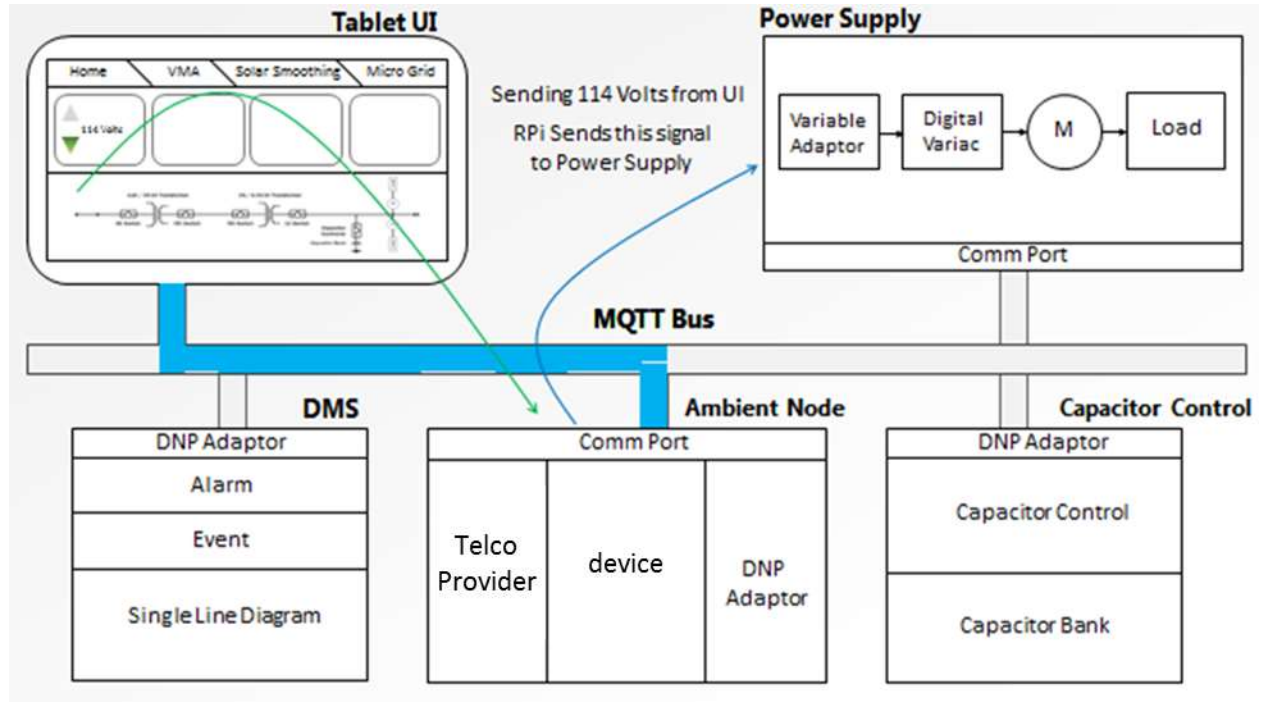 Tablet UI
Power Supply
Home
VMA
Solar Smoothing
Micro Grid
114 Volts
Sending 114 Volts from UI
RPi Sends this signal
to Power Supply
Variable
Adaptor
Digital
Variac
M
Load
Comm Port
MQTT Bus
DMS
Ambient Node
Capacitor Control
DNP Adaptor
Alarm
Event
Single Line Diagram
Comm Port
Telco
Provider
device
DNP
Adaptor
DNP Adaptor
Capacitor Control
Capacitor Bank